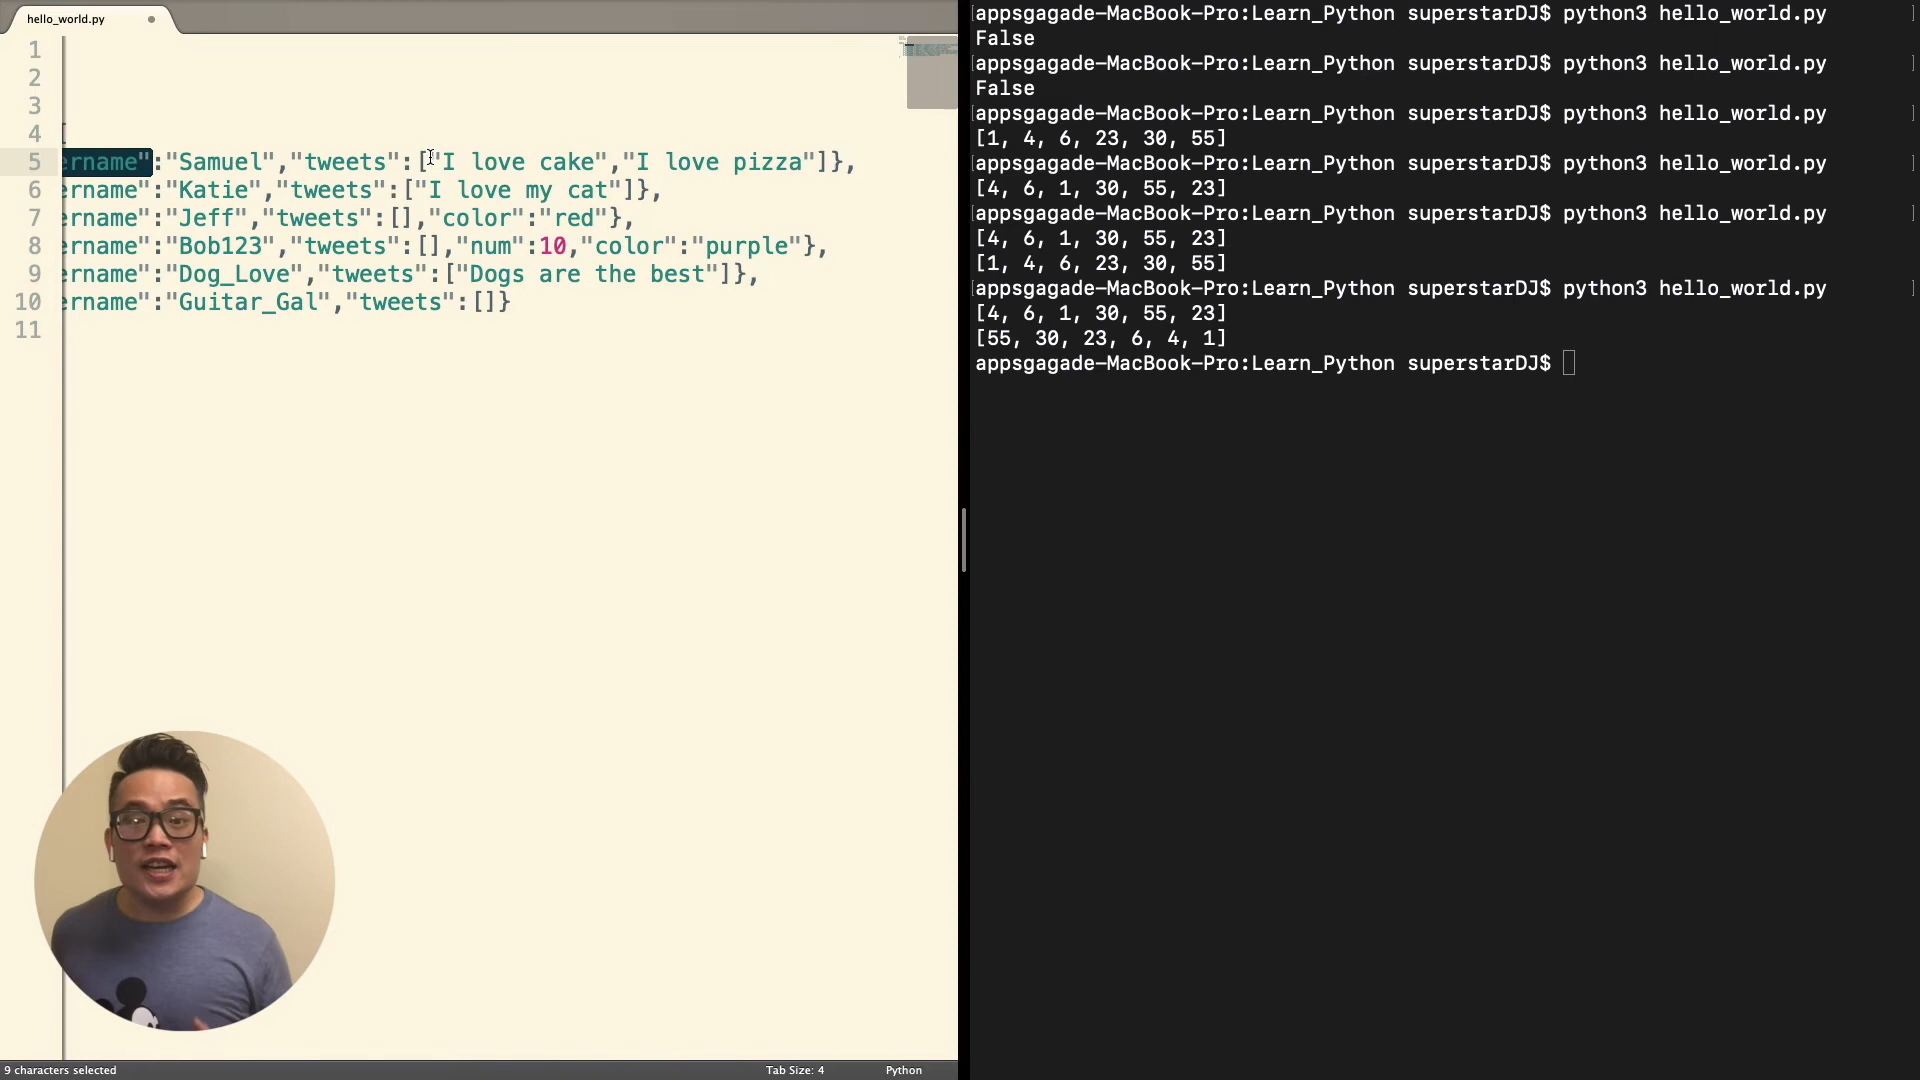 hello_world.py
1
2
3
4 [
5 ername":"Samuel","tweets":["I love cake","I love pizza"]},
6 ername":"Katie","tweets":["I love my cat"]},
7 ername":"Jeff","tweets":[],"color":"red"},
8 ername":"Bob123","tweets":[],"num":10,"color":"purple"},
9 ername":"Dog_Love","tweets":["Dogs are the best"]},
10 ername":"Guitar_Gal","tweets":[]}
11
9 characters selected
Tab Size: 4
Python
[appsgagade-MacBook-Pro:Learn_Python superstarDJ$ python3 hello_world.py ]
False
[appsgagade-MacBook-Pro:Learn_Python superstarDJ$ python3 hello_world.py ]
False
[appsgagade-MacBook-Pro:Learn_Python superstarDJ$ python3 hello_world.py ]
[1, 4, 6, 23, 30, 55]
[appsgagade-MacBook-Pro:Learn_Python superstarDJ$ python3 hello_world.py ]
[4, 6, 1, 30, 55, 23]
[appsgagade-MacBook-Pro:Learn_Python superstarDJ$ python3 hello_world.py ]
[4, 6, 1, 30, 55, 23]
[1, 4, 6, 23, 30, 55]
[appsgagade-MacBook-Pro:Learn_Python superstarDJ$ python3 hello_world.py ]
[4, 6, 1, 30, 55, 23]
[55, 30, 23, 6, 4, 1]
appsgagade-MacBook-Pro:Learn_Python superstarDJ$